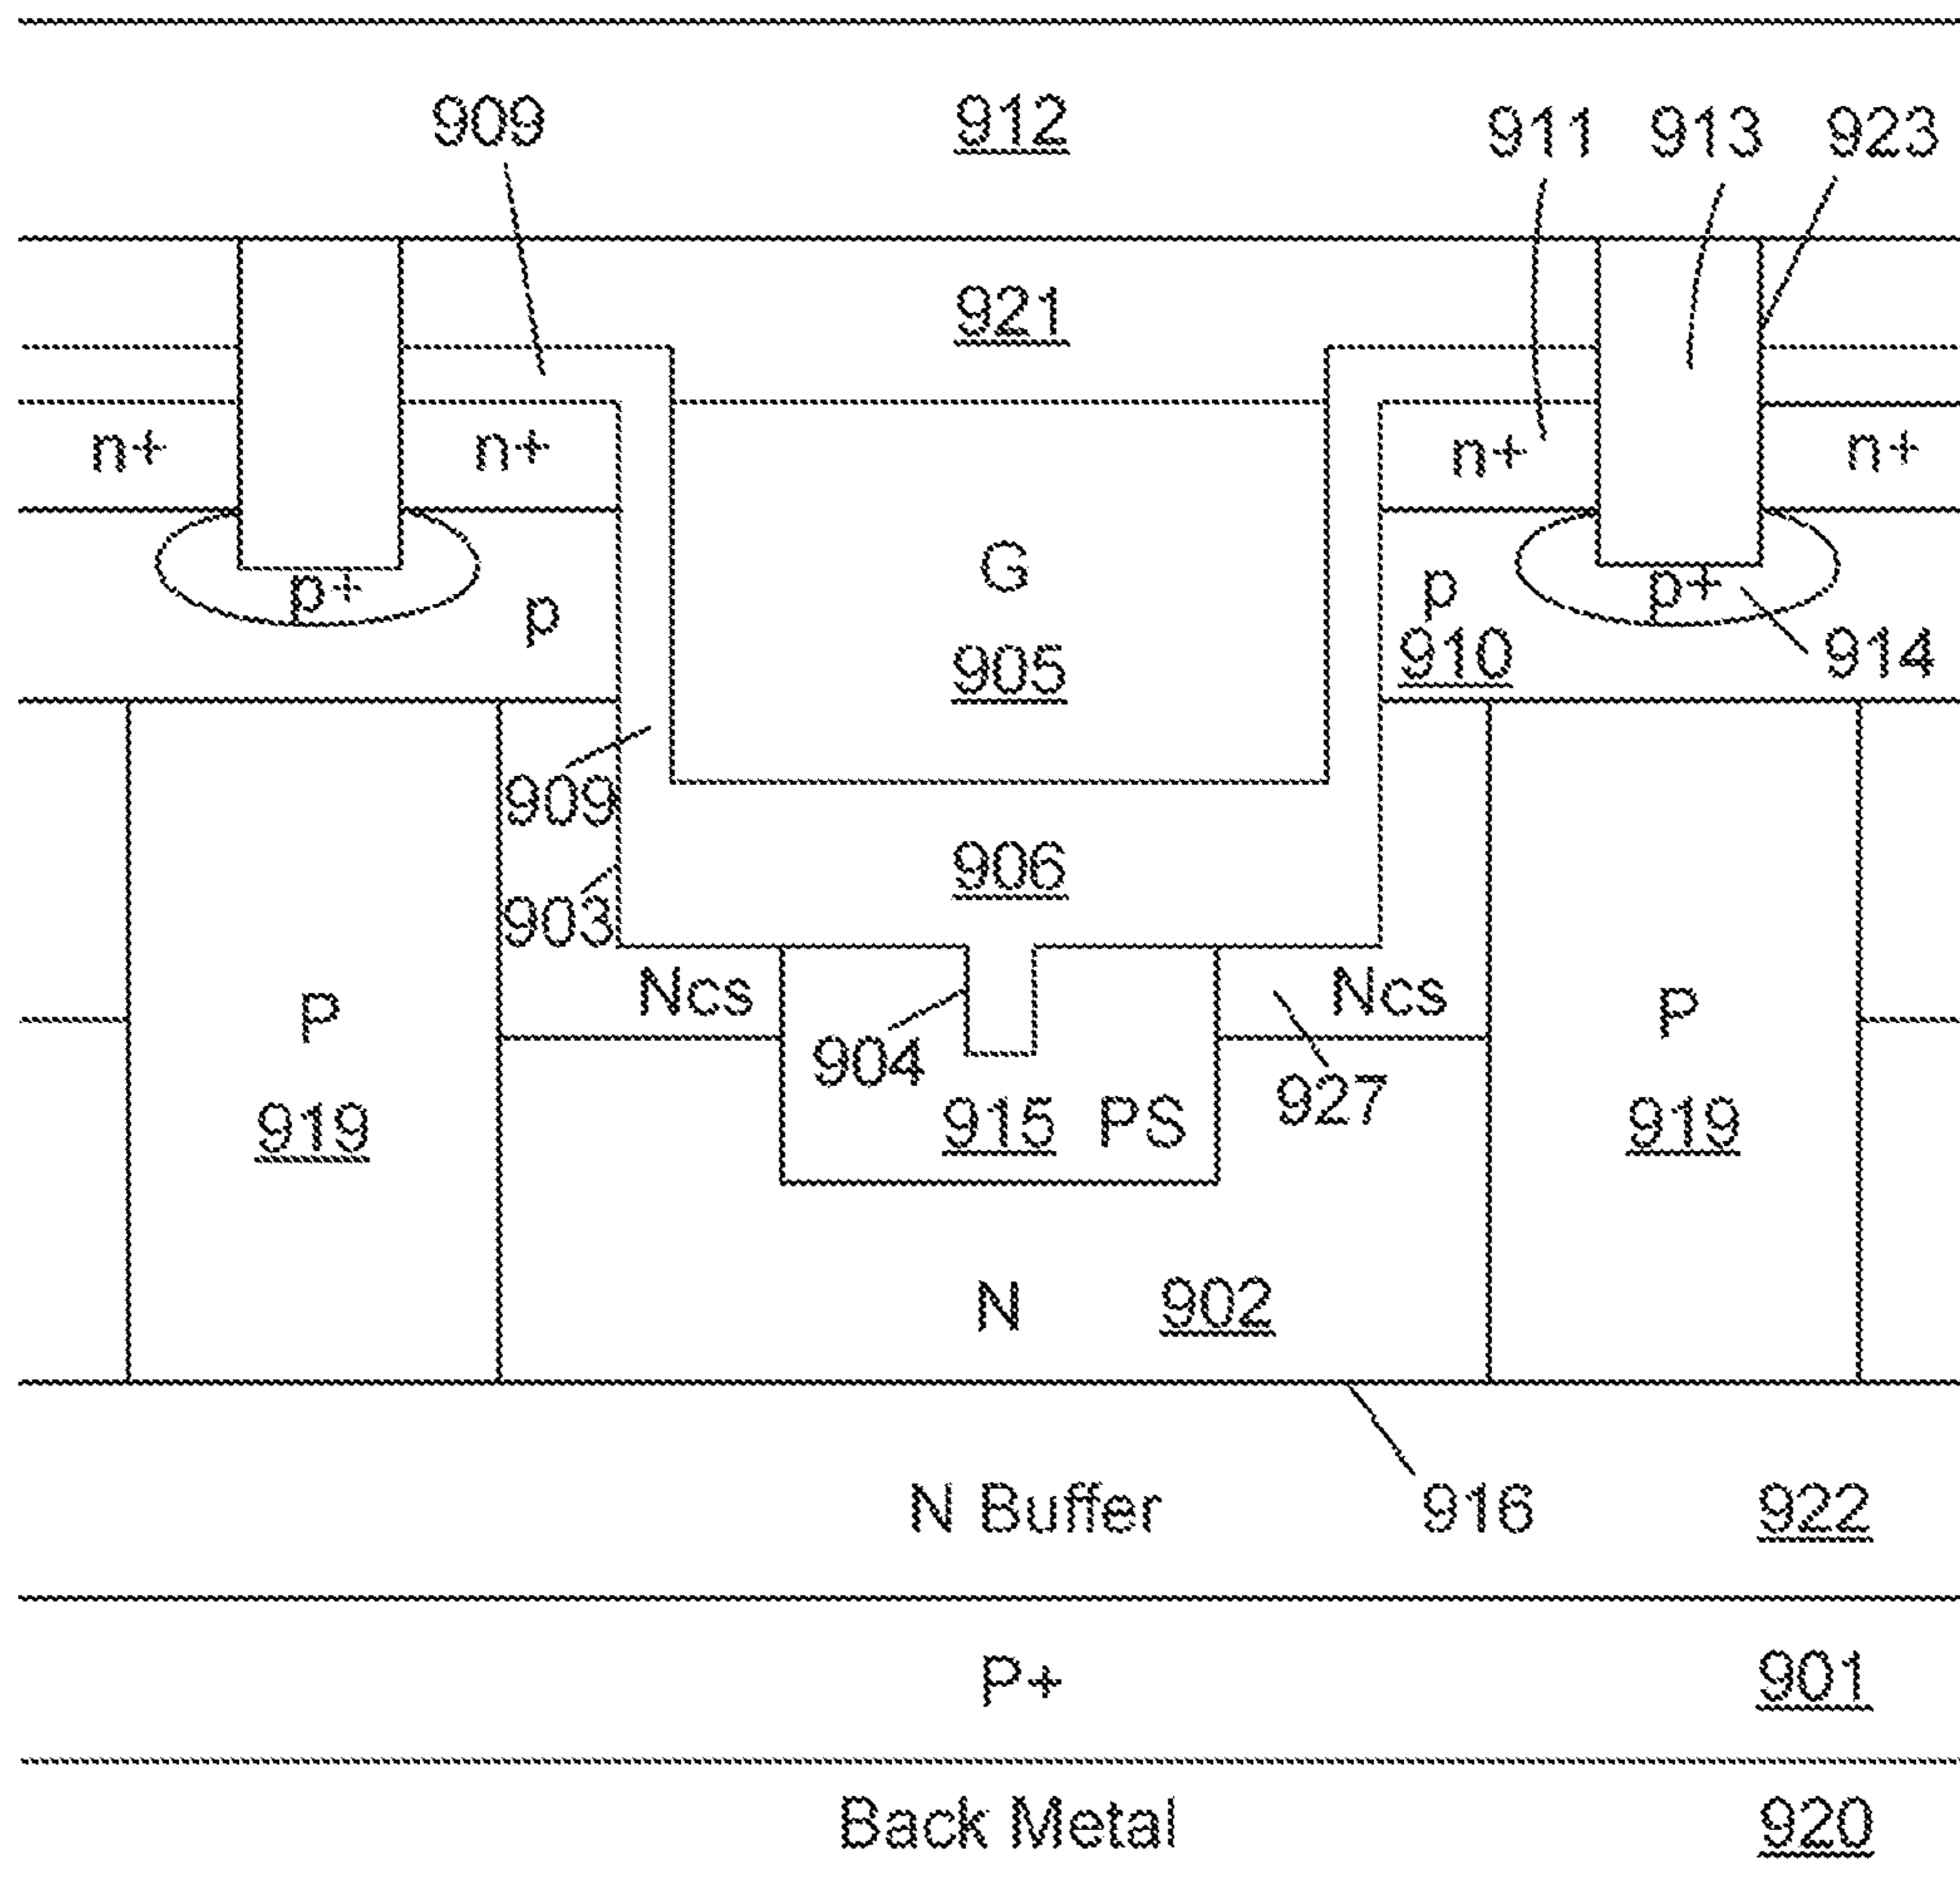 909 912 911 913 923
921
n+ n+ n+ n+
G
p+ p p p+
905 910 914
909
906
903
Ncs Ncs
P P
904
919 915 PS 927 919
N 902
N Buffer 916 922
P+ 901
Back Metal 920